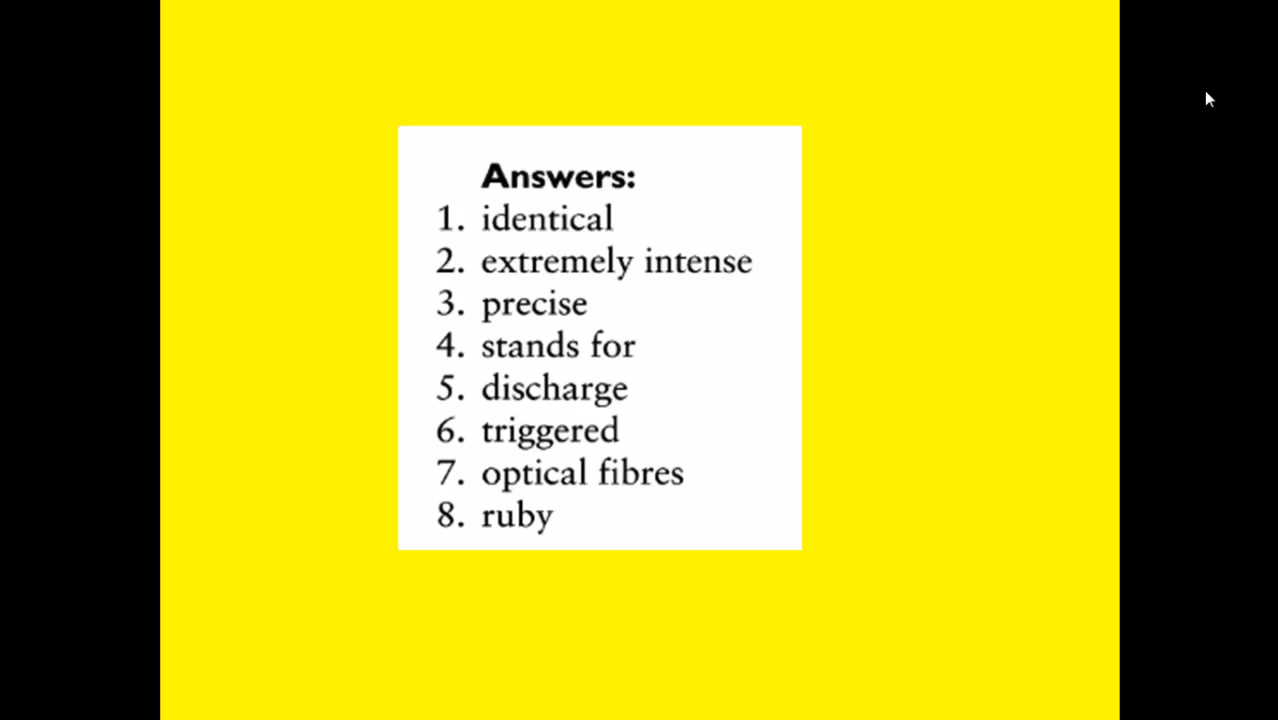 Answers:
1. identical
2. extremely intense
3. precise
4. stands for
5. discharge
6. triggered
7. optical fibres
8. ruby